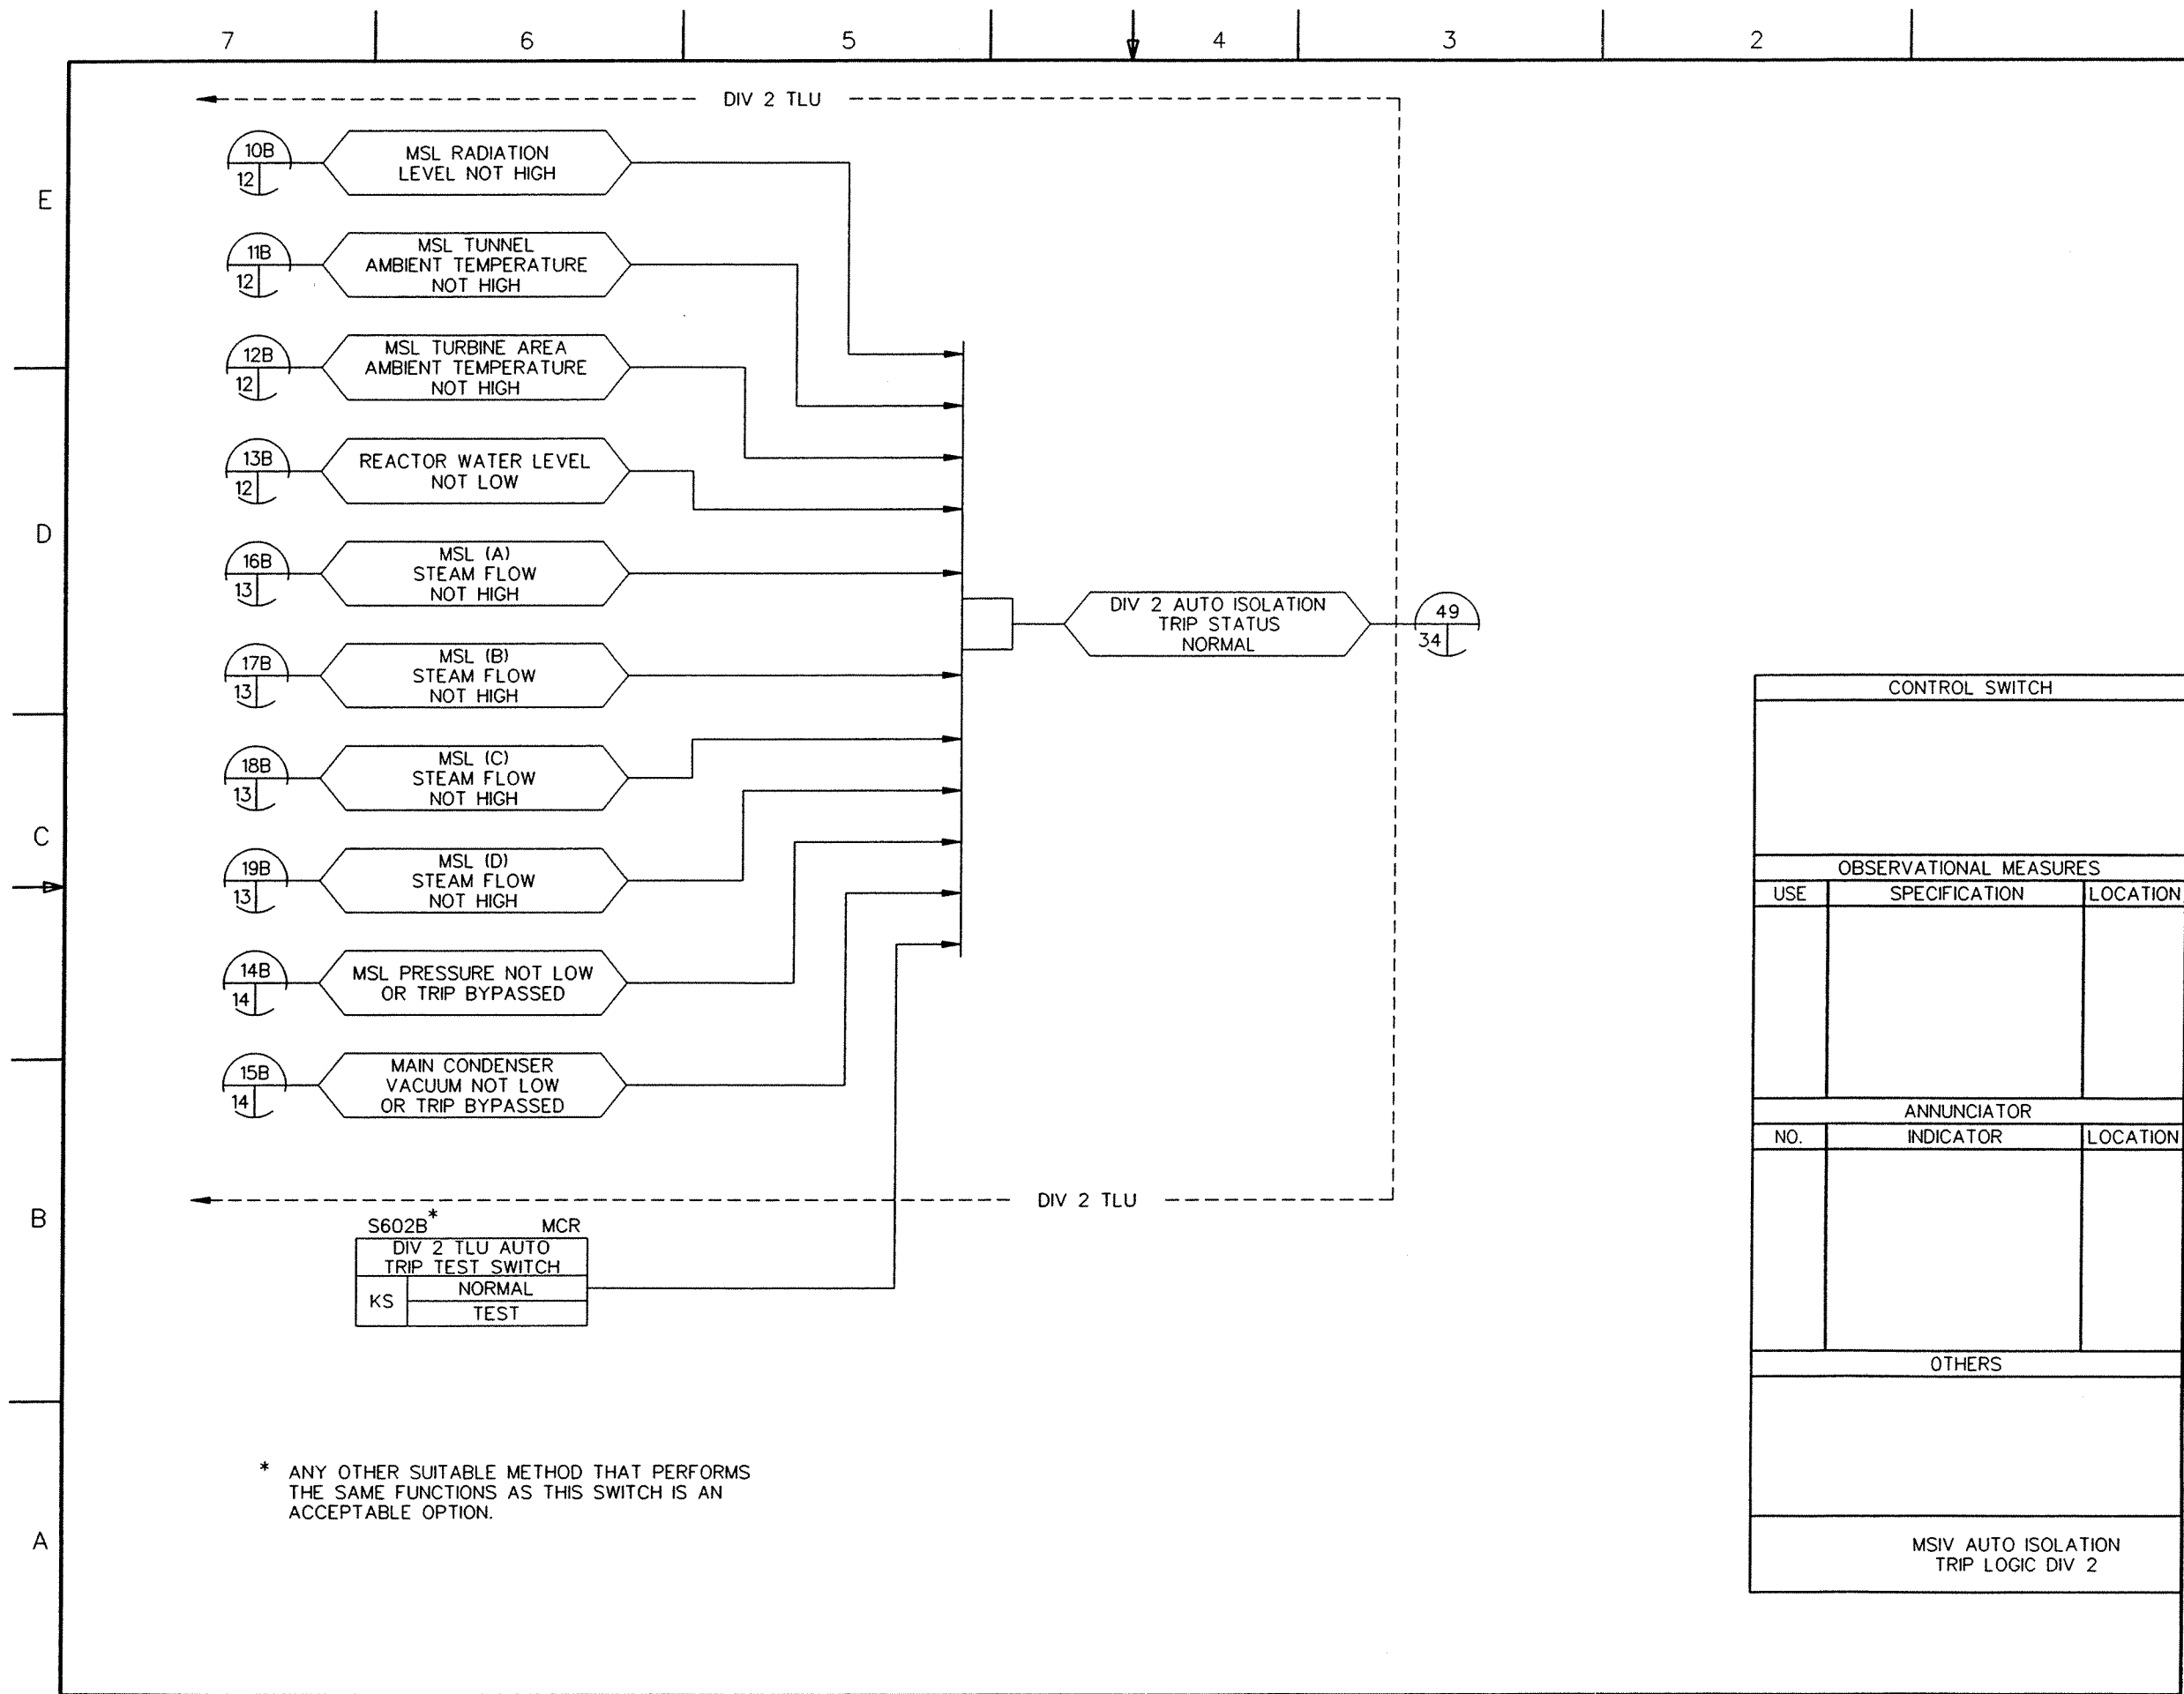 7
6
5
4
3
2
E
D
C
B
A
DIV 2 TLU
10B
12
MSL RADIATION
LEVEL NOT HIGH
11B
12
MSL TUNNEL
AMBIENT TEMPERATURE
NOT HIGH
12B
12
MSL TURBINE AREA
AMBIENT TEMPERATURE
NOT HIGH
13B
12
REACTOR WATER LEVEL
NOT LOW
16B
13
MSL (A)
STEAM FLOW
NOT HIGH
17B
13
MSL (B)
STEAM FLOW
NOT HIGH
18B
13
MSL (C)
STEAM FLOW
NOT HIGH
19B
13
MSL (D)
STEAM FLOW
NOT HIGH
14B
14
MSL PRESSURE NOT LOW
OR TRIP BYPASSED
15B
14
MAIN CONDENSER
VACUUM NOT LOW
OR TRIP BYPASSED
DIV 2 AUTO ISOLATION
TRIP STATUS
NORMAL
49
34
DIV 2 TLU
S602B* MCR
DIV 2 TLU AUTO
TRIP TEST SWITCH
KS
NORMAL
TEST
* ANY OTHER SUITABLE METHOD THAT PERFORMS
THE SAME FUNCTIONS AS THIS SWITCH IS AN
ACCEPTABLE OPTION.
CONTROL SWITCH
OBSERVATIONAL MEASURES
USE SPECIFICATION LOCATION
ANNUNCIATOR
NO. INDICATOR LOCATION
OTHERS
MSIV AUTO ISOLATION
TRIP LOGIC DIV 2